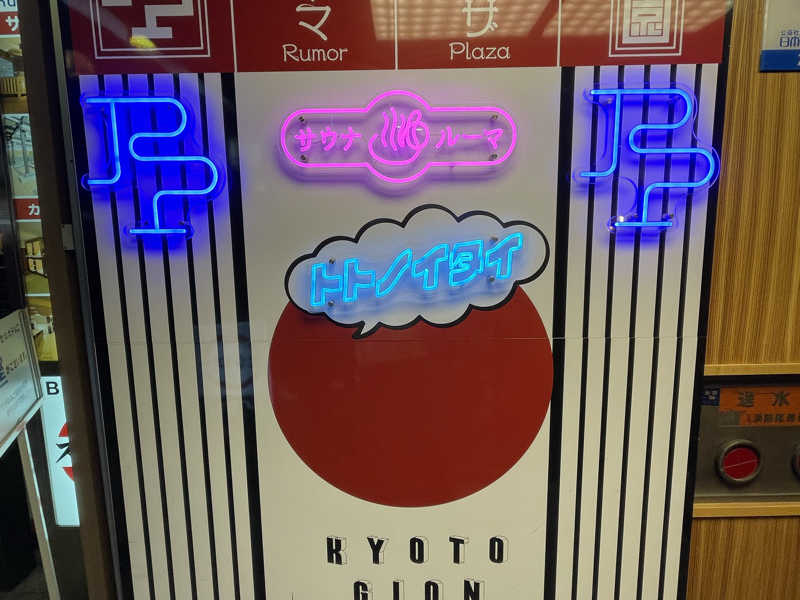 マ ザ
Rumor Plaza
サウナ ルーマ
トトノイタイ
KYOTO
GION
送水